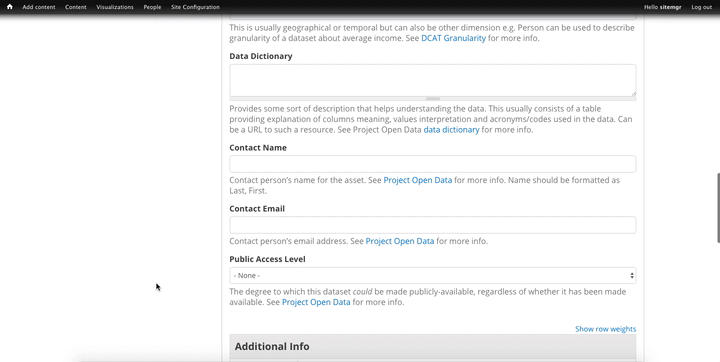 Add content Content Visualizations People Site Configuration Hello sitemgr Log out
This is usually geographical or temporal but can also be other dimension e.g. Person can be used to describe
granularity of a dataset about average income. See DCAT Granularity for more info.
Data Dictionary
Provides some sort of description that helps understanding the data. This usually consists of a table
providing explanation of columns meaning, values interpretation and acronyms/codes used in the data. Can
be a URL to such a resource. See Project Open Data data dictionary for more info.
Contact Name
Contact person's name for the asset. See Project Open Data for more info. Name should be formatted as
Last, First.
Contact Email
Contact person's email address. See Project Open Data for more info.
Public Access Level
- None -
The degree to which this dataset could be made publicly-available, regardless of whether it has been made
available. See Project Open Data for more info.
Show row weights
Additional Info